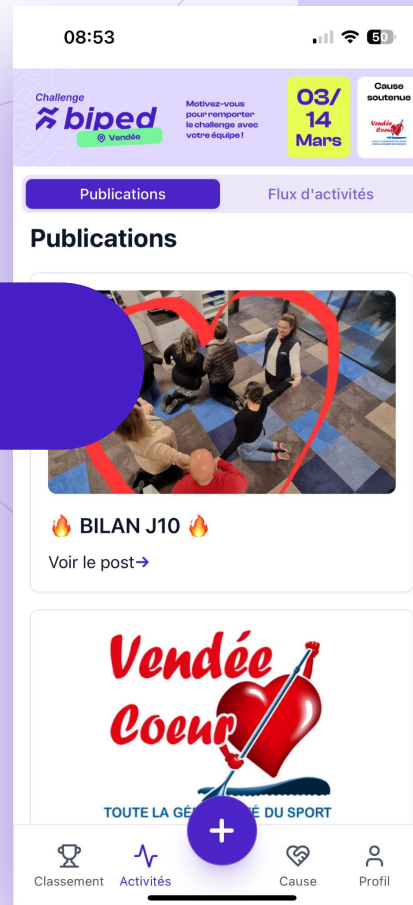 08:53
50
Challenge
biped
Vendée
Motivez-vous
pour remporter
le challenge avec
votre équipe !
03/
14
Mars
Cause
soutenue
Vendée
Coeur
Publications
Flux d'activités
Publications
🔥 BILAN J10 🔥
Voir le post→
Vendée
Coeur
TOUTE LA GÉ
É DU SPORT
+
Classement
Activités
Cause
Profil